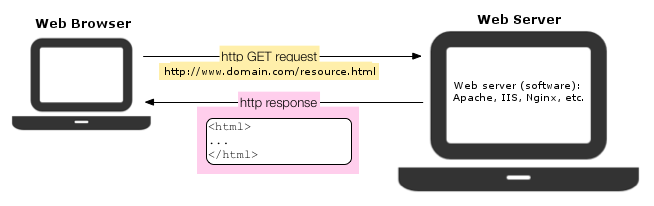 Web Browser
Web Server
http GET request
http://www.domain.com/resource.html
Web server (software):
Apache, IIS, Nginx, etc.
http response
<html>
...
</html>